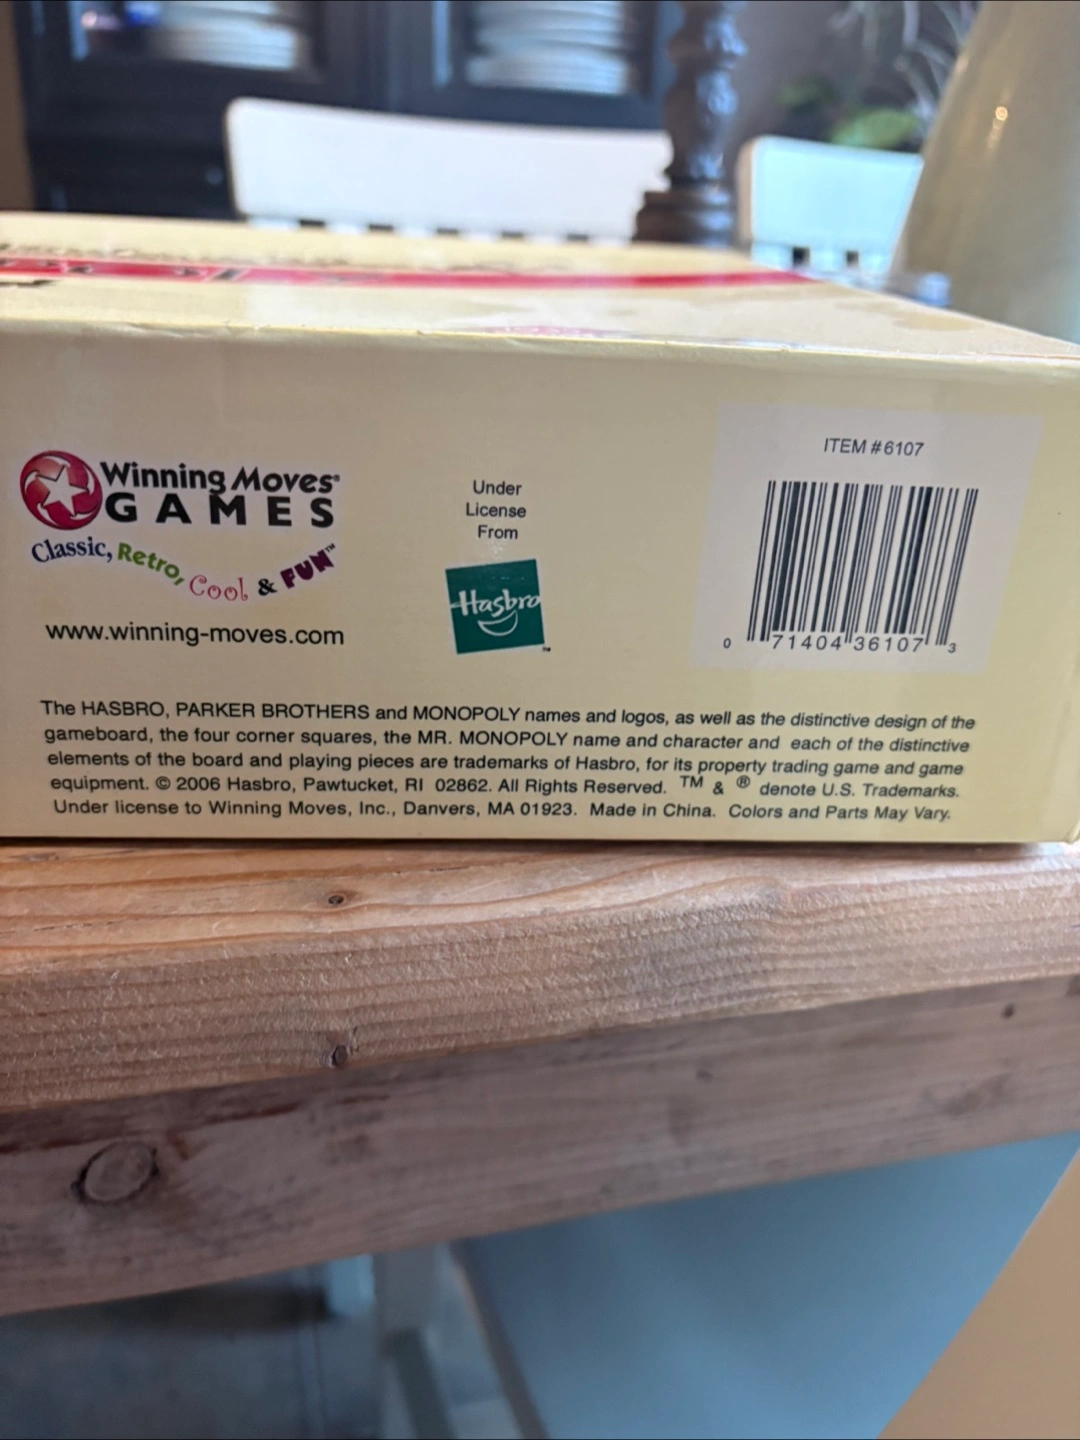 ITEM #6107
Winning Moves®
GAMES
Classic, Retro, Cool & FUN™
www.winning-moves.com
Under
License
From
Hasbro
™
0 71404 36107 3
The HASBRO, PARKER BROTHERS and MONOPOLY names and logos, as well as the distinctive design of the
gameboard, the four corner squares, the MR. MONOPOLY name and character and each of the distinctive
elements of the board and playing pieces are trademarks of Hasbro, for its property trading game and game
equipment. © 2006 Hasbro, Pawtucket, RI 02862. All Rights Reserved. TM & ® denote U.S. Trademarks.
Under license to Winning Moves, Inc., Danvers, MA 01923. Made in China. Colors and Parts May Vary.